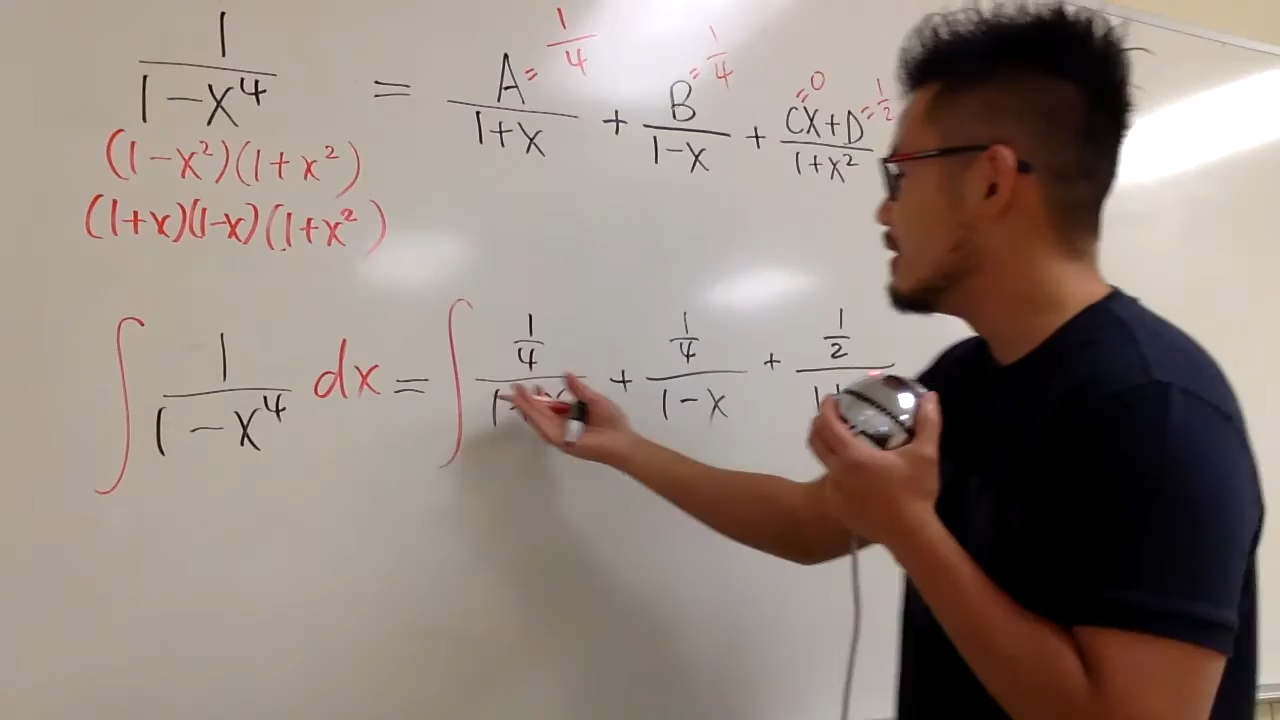 1/(1-x⁴) = A/(1+x) + B/(1-x) + (Cx+D)/(1+x²)
= 1/4 = 1/4 = 0 = 1/2
(1-x²)(1+x²)
(1+x)(1-x)(1+x²)
∫ 1/(1-x⁴) dx = ∫ (1/4)/(1 + (1/4)/(1-x) + (1/2)/(1